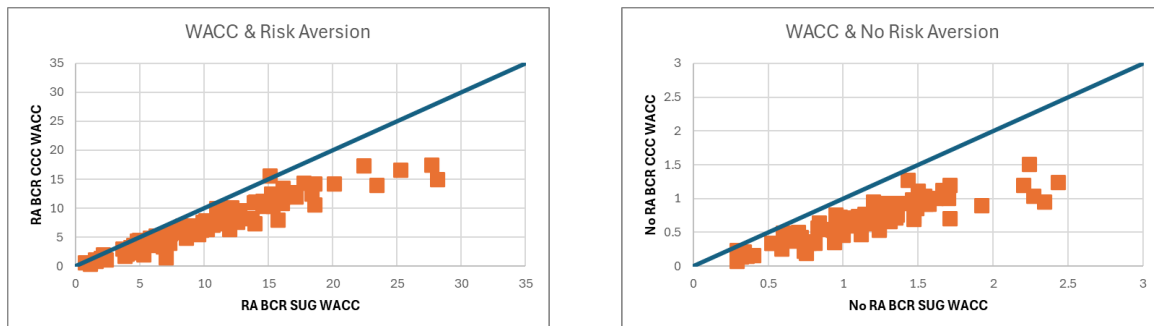 WACC & Risk Aversion
35
30
25
20
15
10
5
0
0 5 10 15 20 25 30 35
RA BCR CCC WACC
RA BCR SUG WACC
WACC & No Risk Aversion
3
2.5
2
1.5
1
0.5
0
0 0.5 1 1.5 2 2.5 3
No RA BCR CCC WACC
No RA BCR SUG WACC